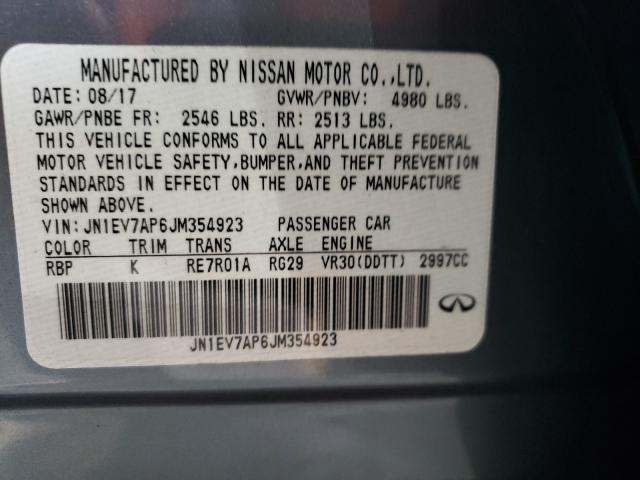 MANUFACTURED BY NISSAN MOTOR CO.,LTD.
DATE: 08/17 GVWR/PNBV: 4980 LBS.
GAWR/PNBE FR: 2546 LBS. RR: 2513 LBS.
THIS VEHICLE CONFORMS TO ALL APPLICABLE FEDERAL
MOTOR VEHICLE SAFETY,BUMPER,AND THEFT PREVENTION
STANDARDS IN EFFECT ON THE DATE OF MANUFACTURE
SHOWN ABOVE.
VIN:JN1EV7AP6JM354923 PASSENGER CAR
COLOR TRIM TRANS AXLE ENGINE
RBP K RE7R01A RG29 VR30(DDTT) 2997CC
JN1EV7AP6JM354923